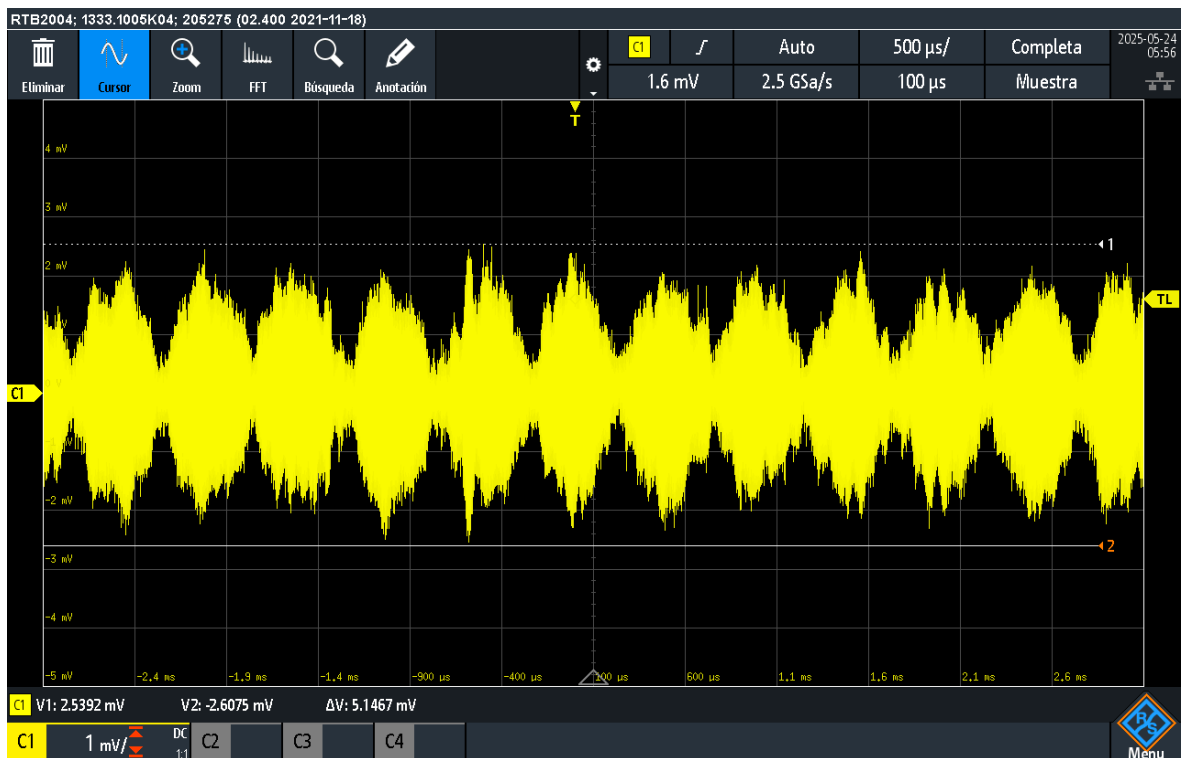 RTB2004; 1333.1005K04; 205275 (02.400 2021-11-18)
C1 Auto 500 µs/ Completa 2025-05-24
05:56
Eliminar Cursor Zoom FFT Búsqueda Anotación 1.6 mV 2.5 GSa/s 100 µs Muestra
T
4 mV
3 mV
1
2 mV
TL
V
0 V
C1
-2 mV
2
-3 mV
-4 mV
-5 mV -2.4 ms -1.9 ms -1.4 ms -900 µs -400 µs 100 µs 600 µs 1.1 ms 1.6 ms 2.1 ms 2.6 ms
C1 V1: 2.5392 mV V2: -2.6075 mV ΔV: 5.1467 mV
C1 1 mV/ DC 1:1 C2 C3 C4
R S
Menu